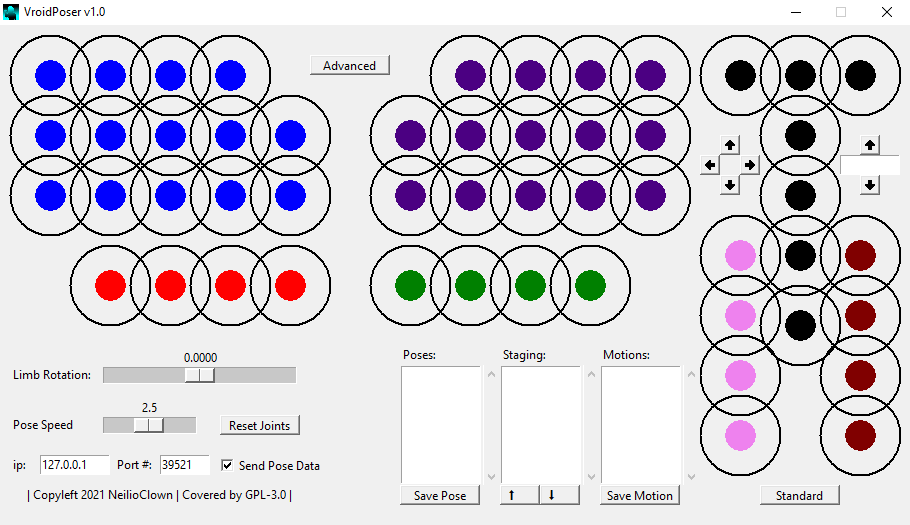 VroidPoser v1.0
Advanced
0.0000
Limb Rotation:
2.5
Pose Speed
Reset Joints
ip: 127.0.0.1 Port #: 39521 Send Pose Data
| Copyleft 2021 NeilioClown | Covered by GPL-3.0 |
Poses: Staging: Motions:
Save Pose Save Motion
Standard